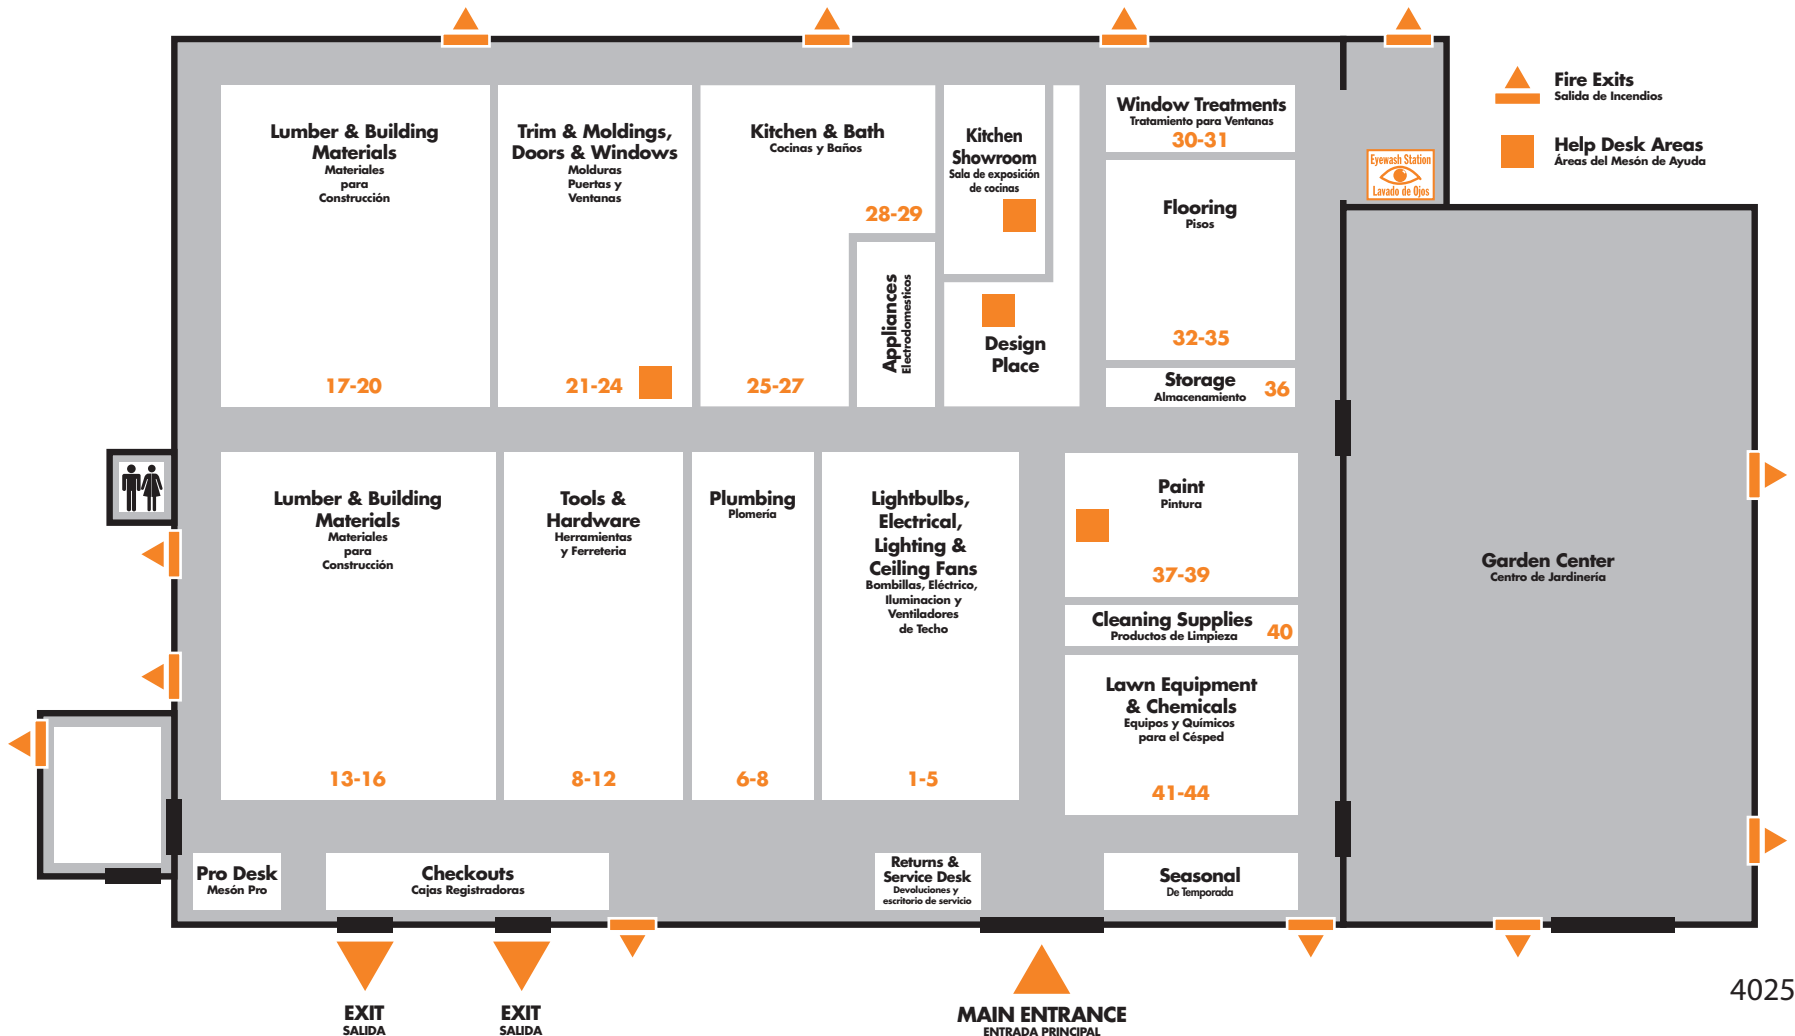 Fire Exits
Salida de Incendios
Help Desk Areas
Áreas del Mesón de Ayuda
Lumber & Building
Materials
Materiales
para
Construcción
17-20
Trim & Moldings,
Doors & Windows
Molduras
Puertas y
Ventanas
21-24
Kitchen & Bath
Cocinas y Baños
28-29
25-27
Appliances
Electrodomesticos
Kitchen
Showroom
Sala de exposición
de cocinas
Design
Place
Window Treatments
Tratamiento para Ventanas
30-31
Flooring
Pisos
32-35
Storage
Almacenamiento
36
Eyewash Station
Lavado de Ojos
Lumber & Building
Materials
Materiales
para
Construcción
13-16
Tools &
Hardware
Herramientas
y Ferreteria
8-12
Plumbing
Plomería
6-8
Lightbulbs,
Electrical,
Lighting &
Ceiling Fans
Bombillas, Eléctrico,
Iluminacion y
Ventiladores
de Techo
1-5
Paint
Pintura
37-39
Cleaning Supplies
Productos de Limpieza
40
Lawn Equipment
& Chemicals
Equipos y Químicos
para el Césped
41-44
Garden Center
Centro de Jardinería
Pro Desk
Mesón Pro
Checkouts
Cajas Registradoras
Returns &
Service Desk
Devoluciones y
escritorio de servicio
Seasonal
De Temporada
EXIT
SALIDA
EXIT
SALIDA
MAIN ENTRANCE
ENTRADA PRINCIPAL
4025